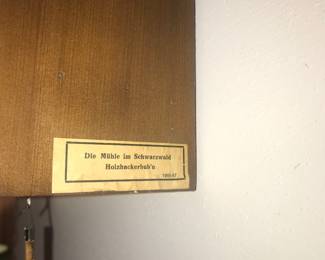 Die Mühle im Schwarzwald
Holzhackerbub'n